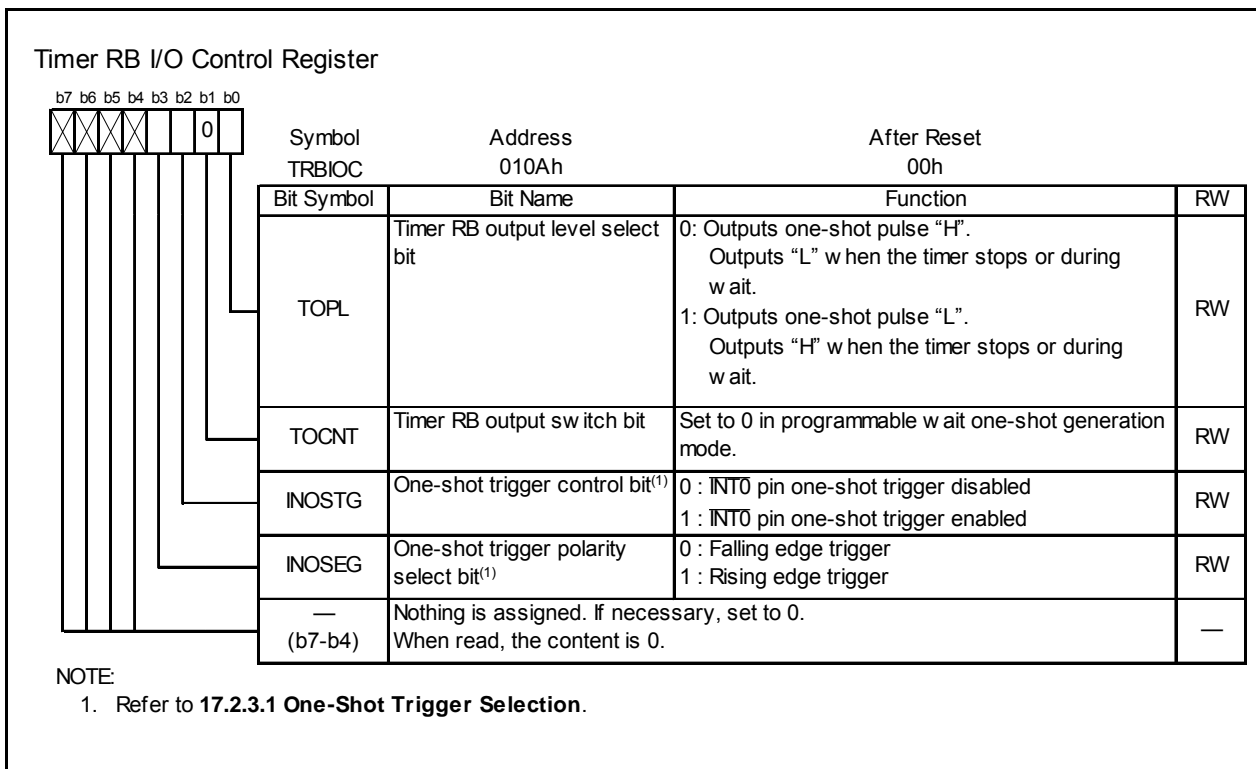 Timer RB I/O Control Register
b7 b6 b5 b4 b3 b2 b1 b0
0
Symbol Address After Reset
TRBIOC 010Ah 00h
Bit Symbol Bit Name Function RW
TOPL
Timer RB output level select
bit
0: Outputs one-shot pulse “H”.
Outputs “L” w hen the timer stops or during
w ait.
1: Outputs one-shot pulse “L”.
Outputs “H” w hen the timer stops or during
w ait.
RW
TOCNT
Timer RB output sw itch bit
Set to 0 in programmable w ait one-shot generation
mode.
RW
INOSTG
One-shot trigger control bit(1)
0 : INT0 pin one-shot trigger disabled
1 : INT0 pin one-shot trigger enabled
RW
INOSEG
One-shot trigger polarity
select bit(1)
0 : Falling edge trigger
1 : Rising edge trigger
RW
—
(b7-b4)
Nothing is assigned. If necessary, set to 0.
When read, the content is 0.
—
NOTE:
1. Refer to 17.2.3.1 One-Shot Trigger Selection.